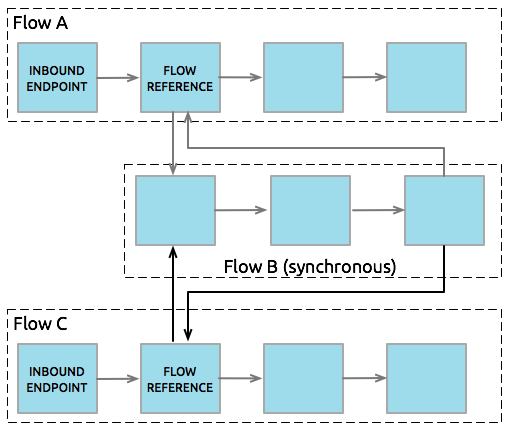 Flow A
INBOUND
ENDPOINT
FLOW
REFERENCE
Flow B (synchronous)
Flow C
INBOUND
ENDPOINT
FLOW
REFERENCE